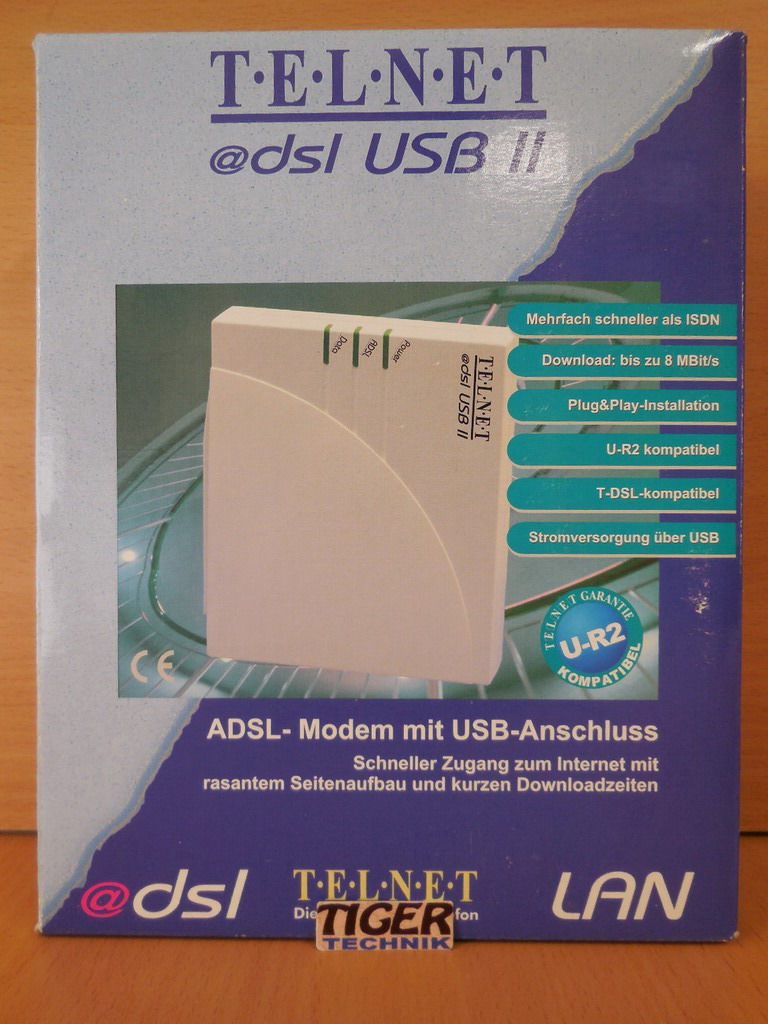 T·E·L·N·E·T
@dsl USB II
Data
ADSL
Power
T·E·L·N·E·T
@dsl USB II
Mehrfach schneller als ISDN
Download: bis zu 8 MBit/s
Plug&Play-Installation
U-R2 kompatibel
T-DSL-kompatibel
Stromversorgung über USB
TELNET GARANTIE
U-R2
KOMPATIBEL
CE
ADSL- Modem mit USB-Anschluss
Schneller Zugang zum Internet mit
rasantem Seitenaufbau und kurzen Downloadzeiten
@dsl
T·E·L·N·E·T
LAN
TIGER
TECHNIK